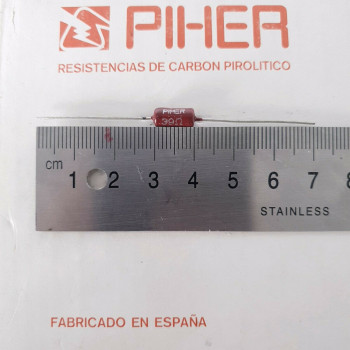 PIHER
RESISTENCIAS DE CARBON PIROLITICO
PIHER
39Ω
cm 1 2 3 4 5 6 7 8
STAINLESS
FABRICADO EN ESPAÑA